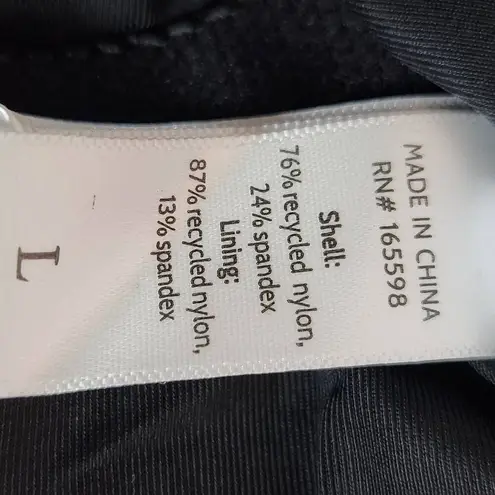 MADE IN CHINA
RN# 165598
Shell:
76% recycled nylon,
24% spandex
Lining:
87% recycled nylon,
13% spandex
L